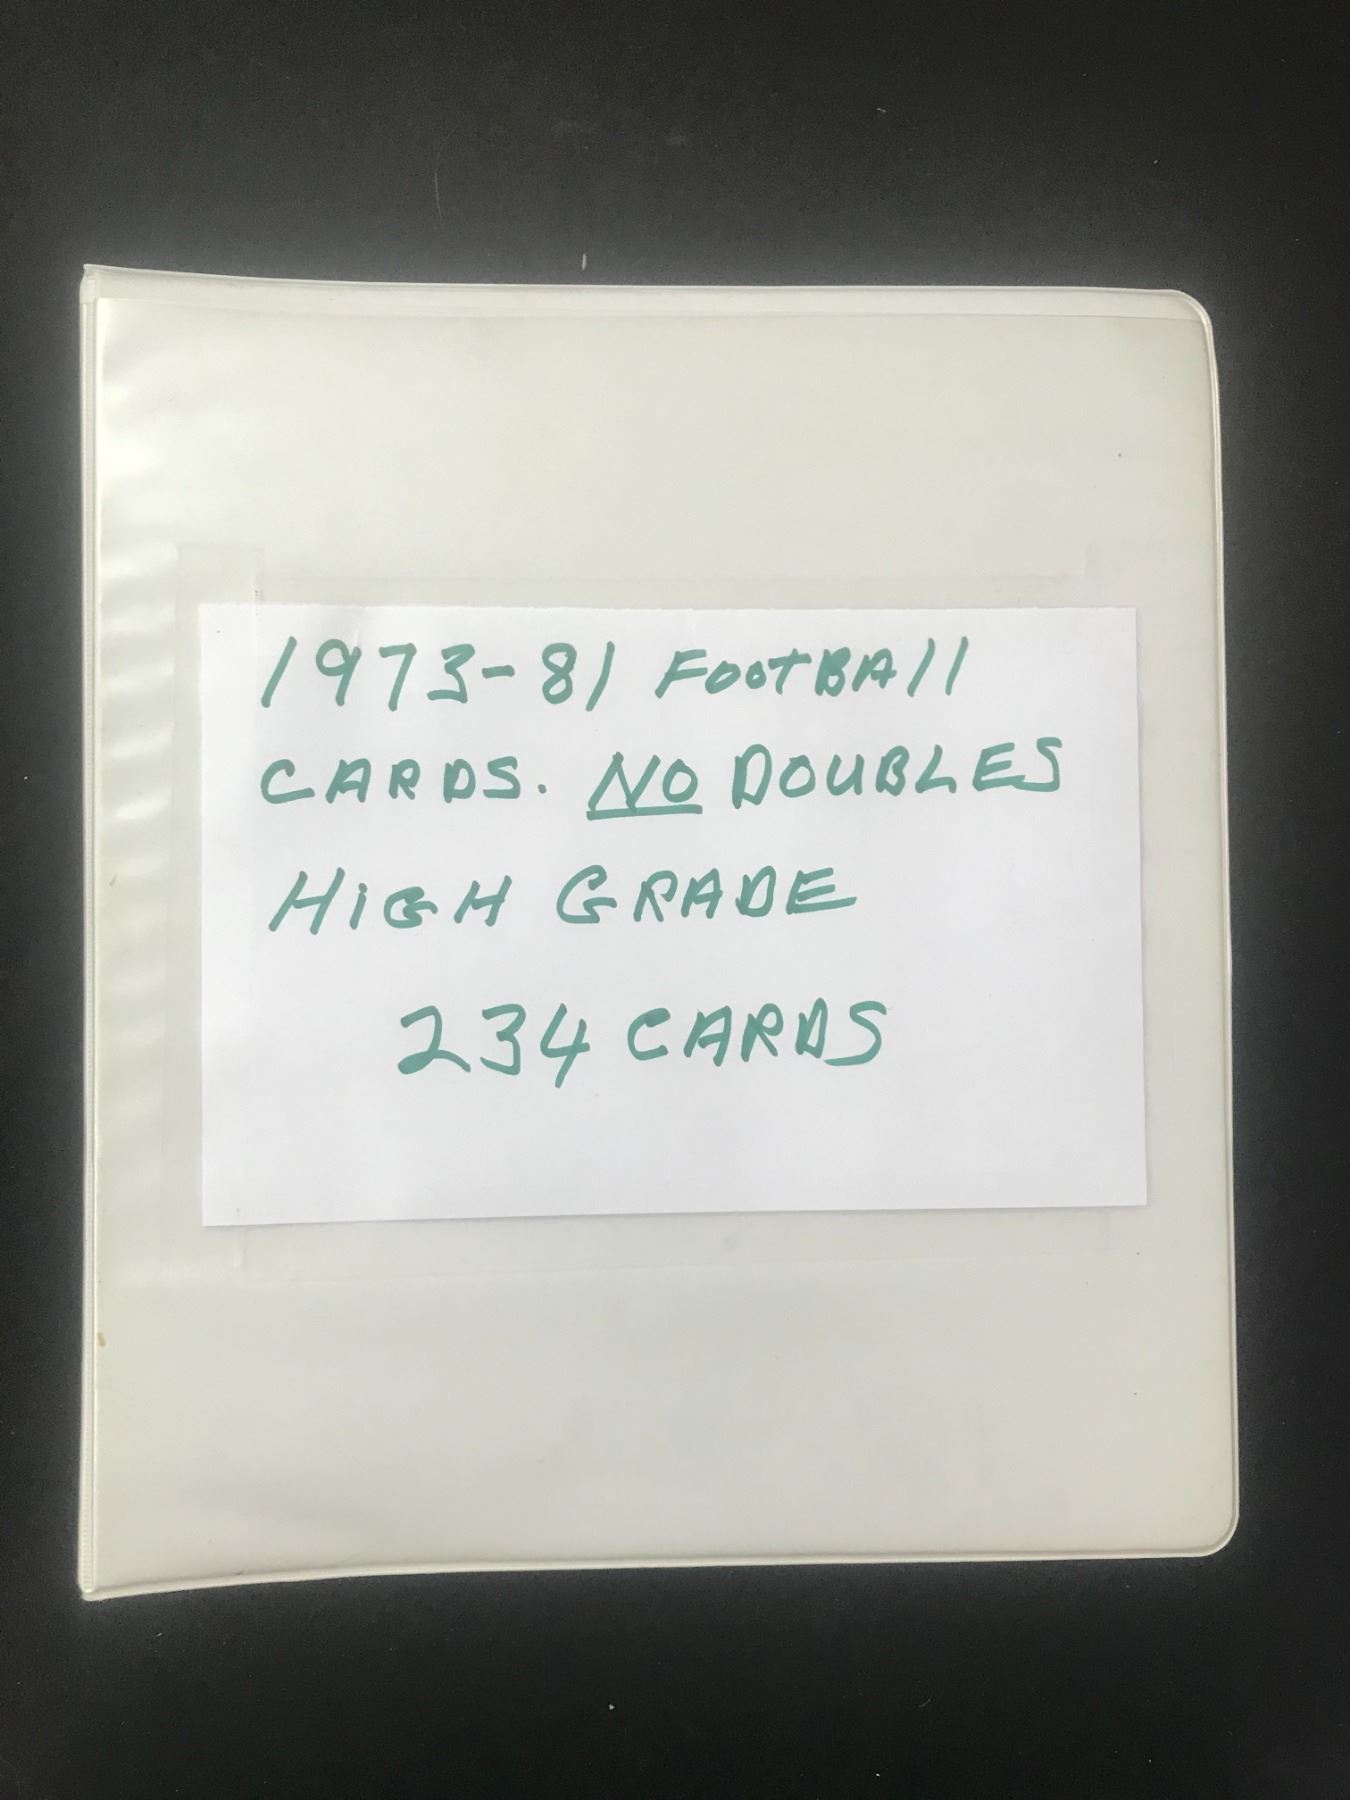 1973-81 FOOTBALL
CARDS. NO DOUBLES
HiGH GRADE
234 CARDS